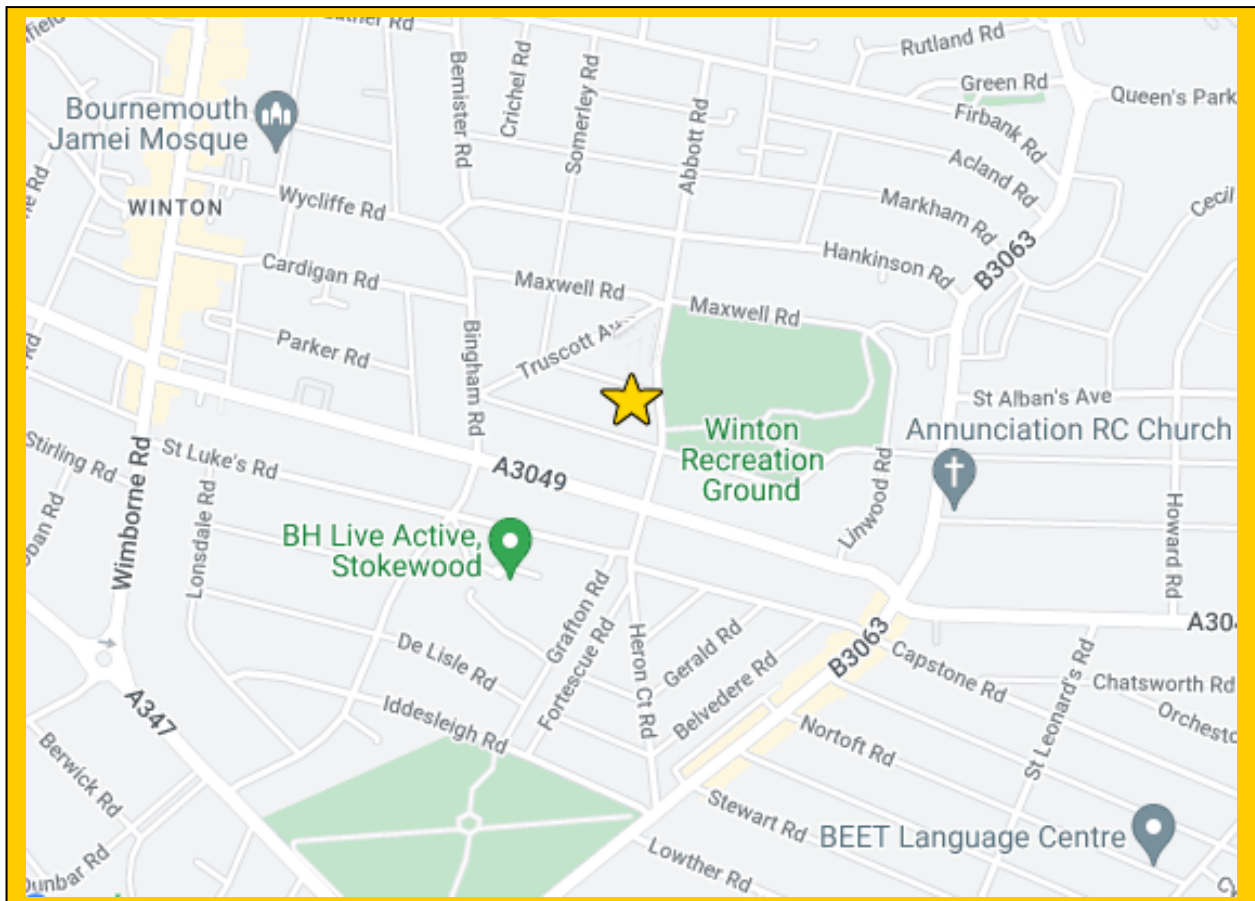 Rutland Rd
Green Rd
Queen's Park
Bournemouth
Jamei Mosque
Bemister Rd
Crichel Rd
Somerley Rd
Abbott Rd
Firbank Rd
Acland Rd
Markham Rd
Cecil
WINTON
Wycliffe Rd
Hankinson Rd
B3063
Cardigan Rd
Maxwell Rd
Maxwell Rd
Parker Rd
Bingham Rd
Truscott Av
St Alban's Ave
Winton
Recreation
Ground
Annunciation RC Church
Stirling Rd
St Luke's Rd
A3049
Linwood Rd
Howard Rd
Wimborne Rd
Lonsdale Rd
BH Live Active,
Stokewood
Grafton Rd
Fortescue Rd
Heron Ct Rd
Gerald Rd
Belvedere Rd
B3063
A304
Capstone Rd
Chatsworth Rd
De Lisle Rd
Iddesleigh Rd
A347
St Leonard's Rd
Orchesto
Nortoft Rd
Berwick Rd
Stewart Rd
BEET Language Centre
Lowther Rd
Dunbar Rd